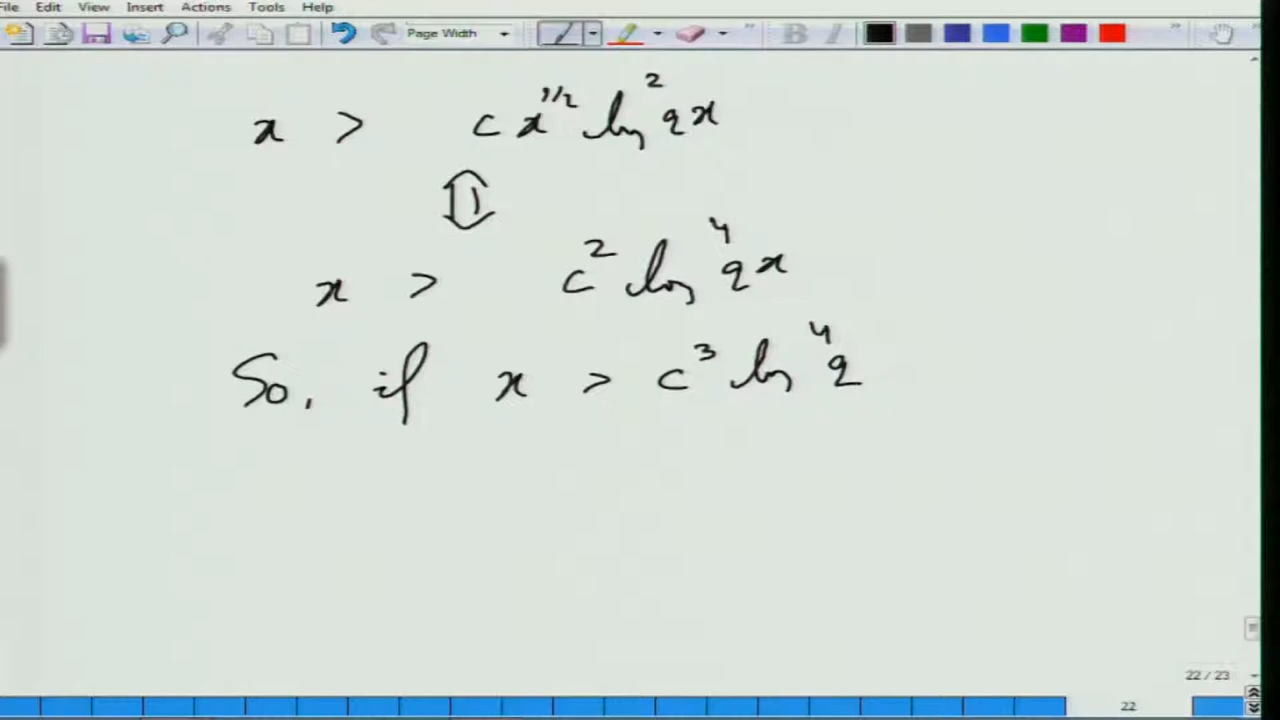 File Edit View Insert Actions Tools Help
Page Width
x > c x^{1/2} log^2 qx
⇕
x > c^2 log^4 qx
So, if x > c^3 log^4 q
22 / 23
22